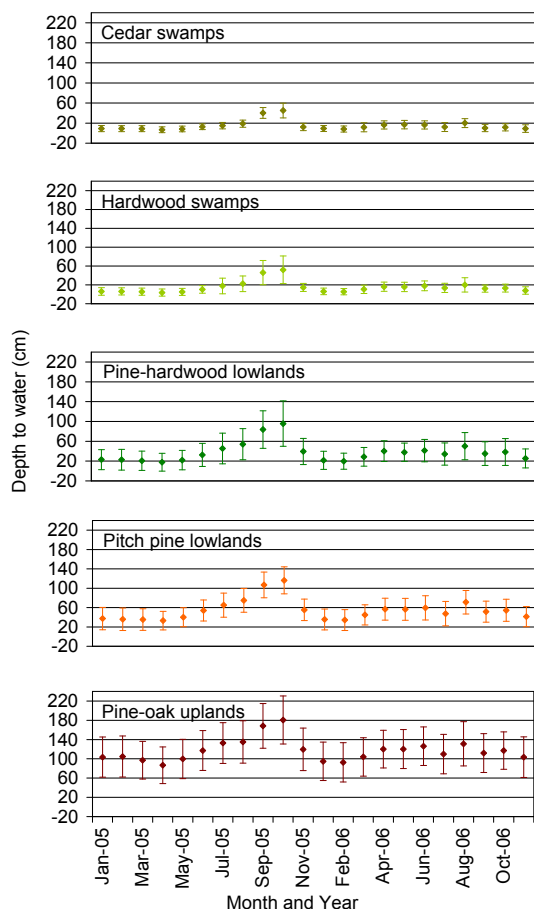 220
180
140
100
60
20
-20
Cedar swamps
220
180
140
100
60
20
-20
Hardwood swamps
220
180
140
100
60
20
-20
Pine-hardwood lowlands
220
180
140
100
60
20
-20
Pitch pine lowlands
220
180
140
100
60
20
-20
Pine-oak uplands
Depth to water (cm)
Jan-05
Mar-05
May-05
Jul-05
Sep-05
Nov-05
Feb-06
Apr-06
Jun-06
Aug-06
Oct-06
Month and Year